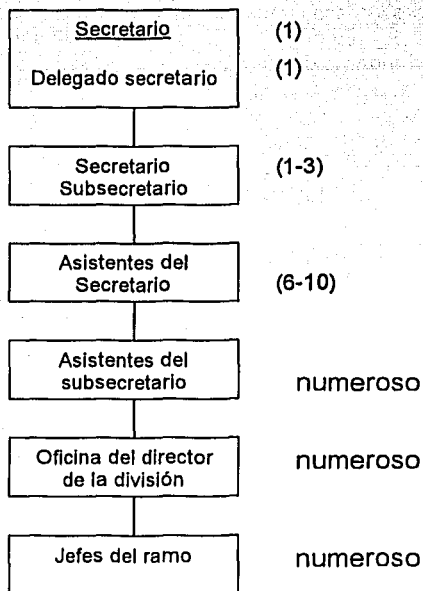 Secretario (1)
Delegado secretario (1)
Secretario
Subsecretario (1-3)
Asistentes del
Secretario (6-10)
Asistentes del
subsecretario numeroso
Oficina del director
de la división numeroso
Jefes del ramo numeroso